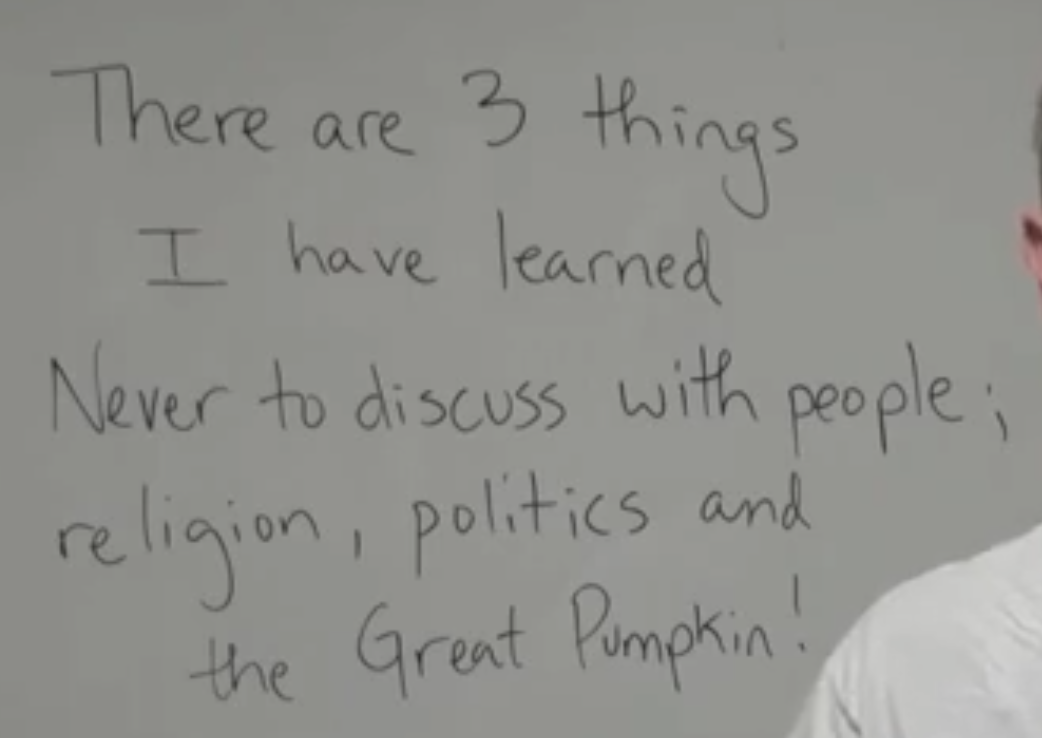 There are 3 things
I have learned
Never to discuss with people;
religion, politics and
the Great Pumpkin!